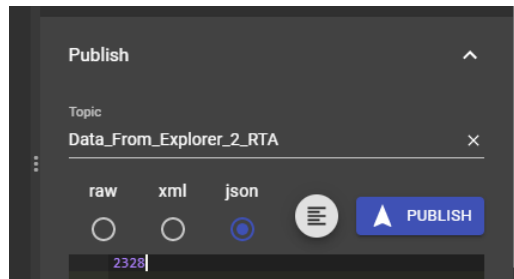 Publish
Topic
Data_From_Explorer_2_RTA
raw xml json
PUBLISH
2328